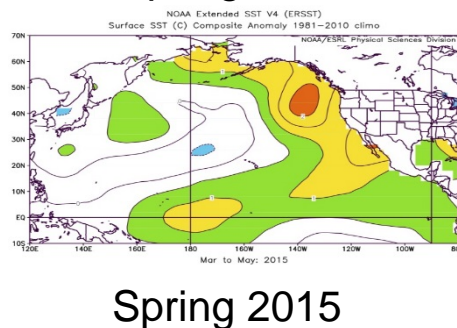 NOAA Extended SST V4 (ERSST)
Surface SST (C) Composite Anomaly 1981-2010 climo
NOAA/ESRL Physical Sciences Division
70N
60N
50N
40N
30N
20N
10N
EQ
10S
120E 140E 160E 180 160W 140W 120W 100W 80
Mar to May: 2015
Spring 2015